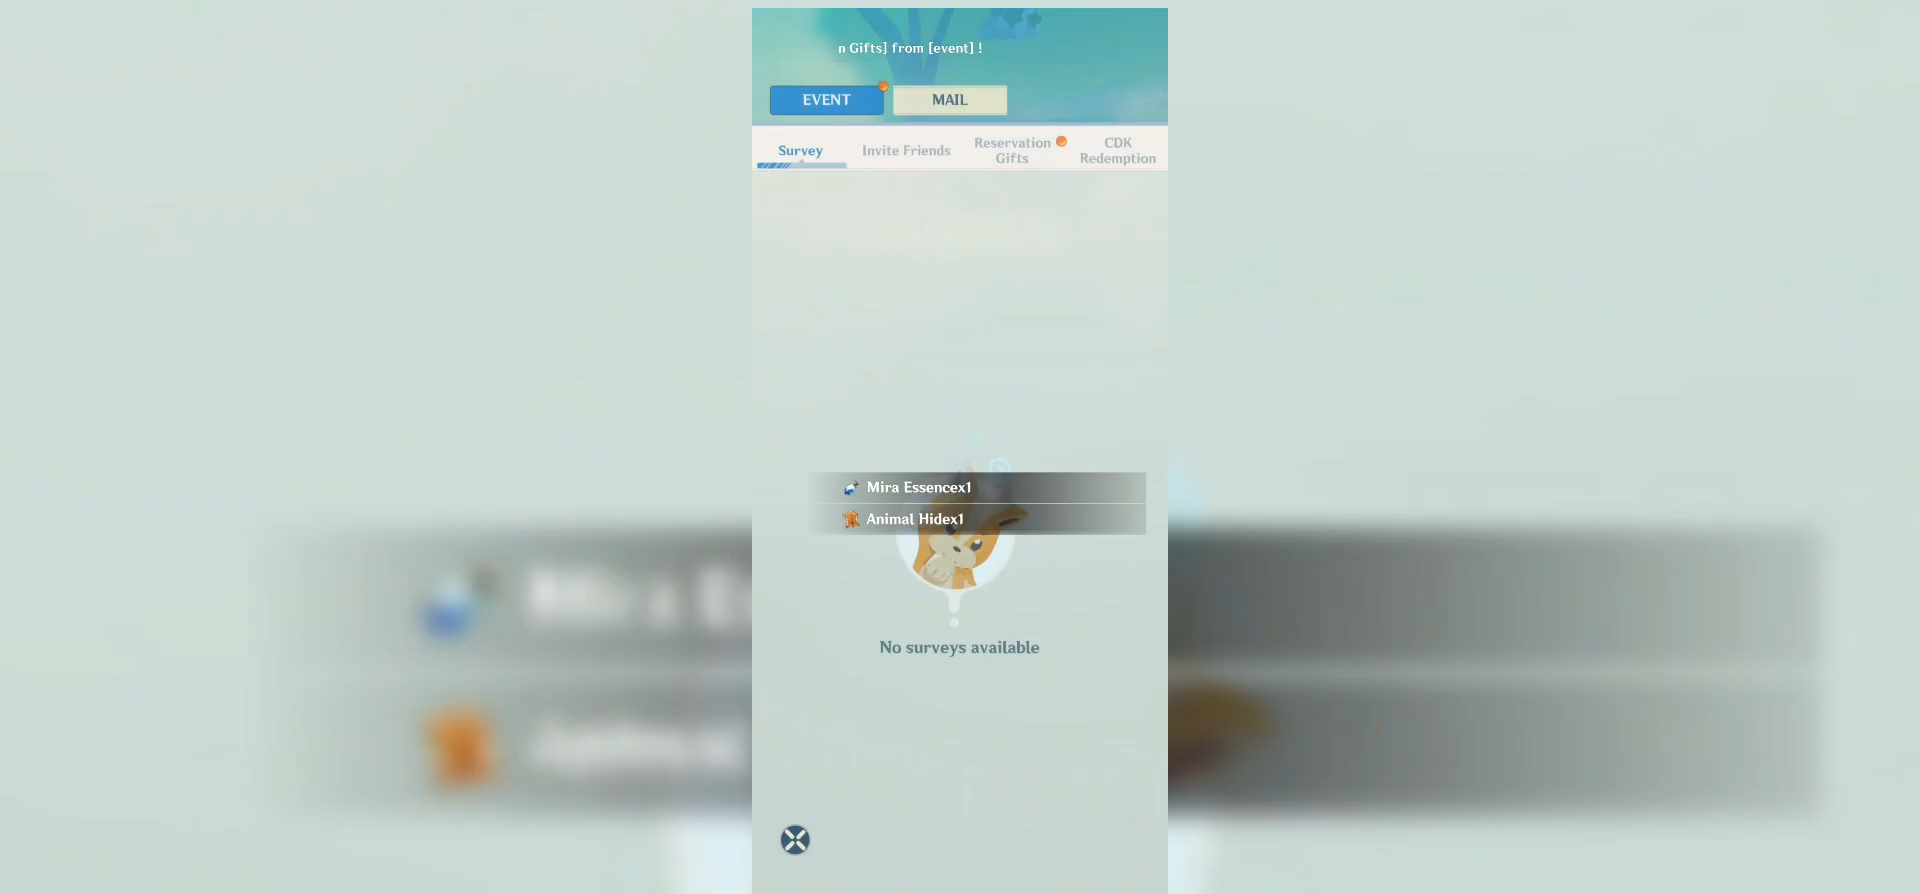 n Gifts] from [event] !
EVENT
MAIL
Survey
Invite Friends
Reservation
Gifts
CDK
Redemption
Mira Essencex1
Animal Hidex1
No surveys available